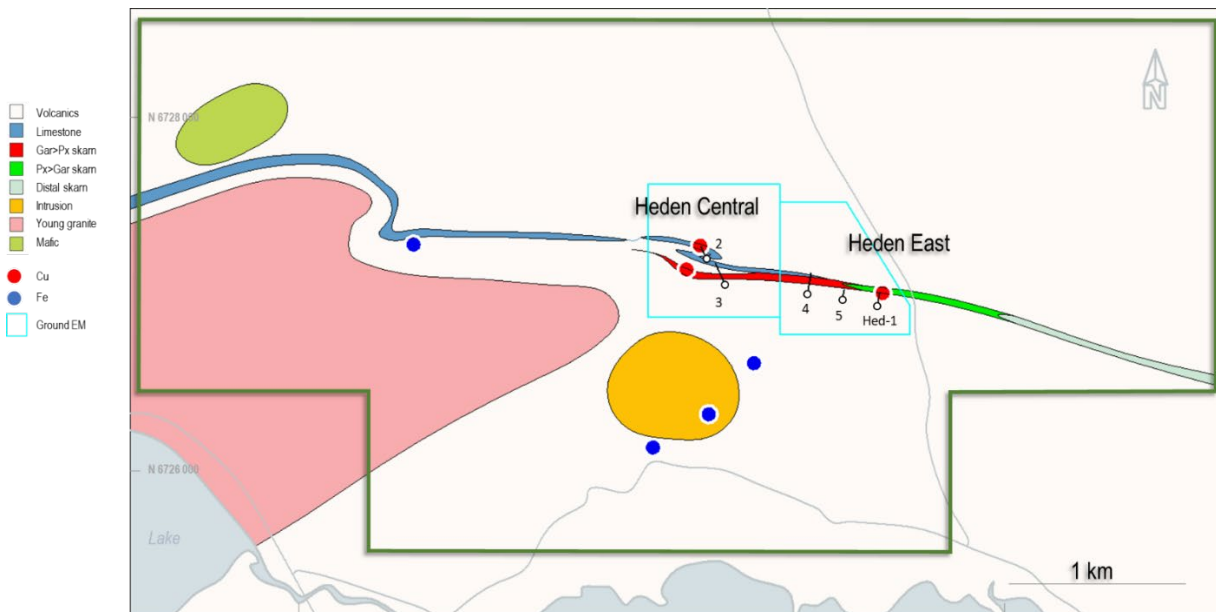 Volcanics
Limestone
Gar>Px skarn
Px>Gar skarn
Distal skarn
Intrusion
Young granite
Mafic
Cu
Fe
Ground EM
N 6728 000
N
Heden Central
Heden East
2
3
4
5
Hed-1
N 6726 000
Lake
1 km